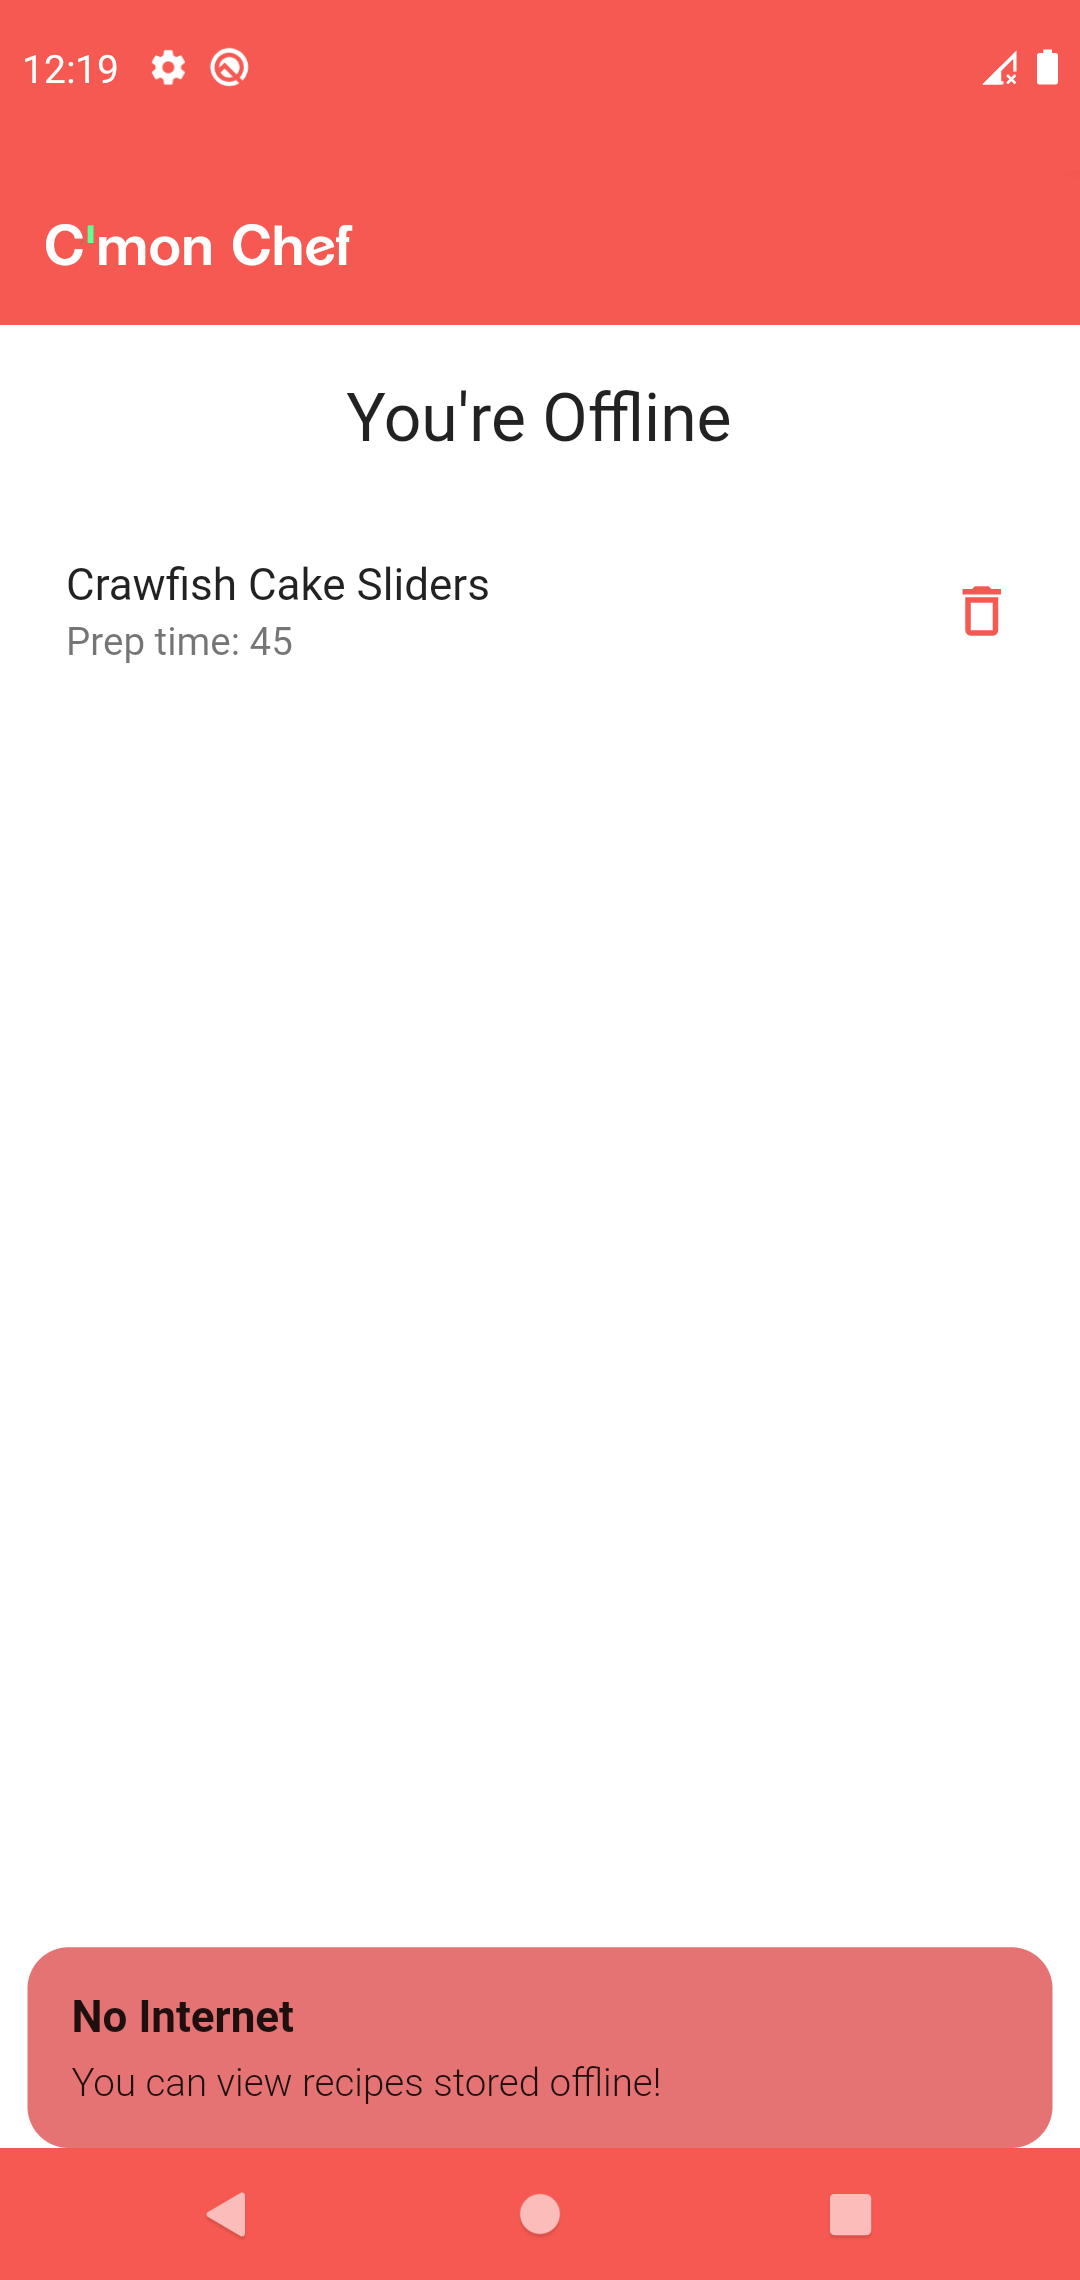 12:19
C'mon Chef
You're Offline
Crawfish Cake Sliders
Prep time: 45
No Internet
You can view recipes stored offline!